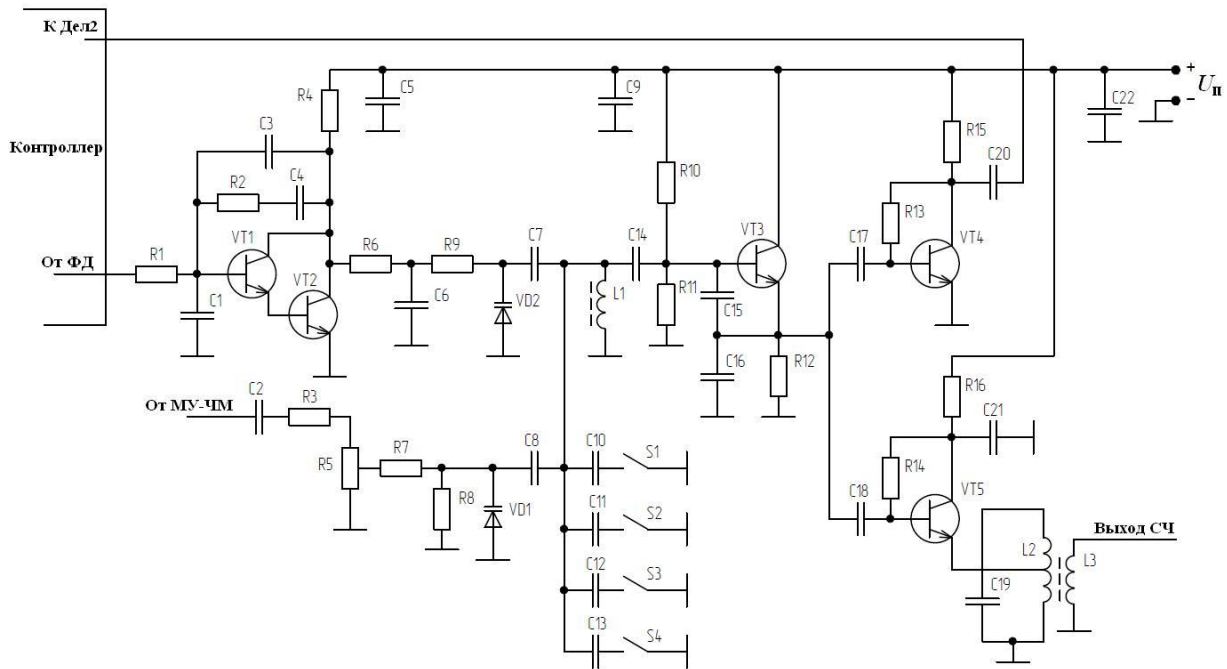 К Дел2
Контроллер
От ФД
R1
C1
C3
R2
C4
R4
VT1
VT2
C5
R6
R9
C6
VD2
C7
C9
L1
C14
R10
R11
C15
C16
VT3
R12
C17
R13
R15
C20
VT4
C22
+
Uп
−
От МУ-ЧМ
C2
R3
R5
R7
R8
VD1
C8
C10
S1
C11
S2
C12
S3
C13
S4
R16
C21
R14
C18
VT5
C19
L2
L3
Выход СЧ